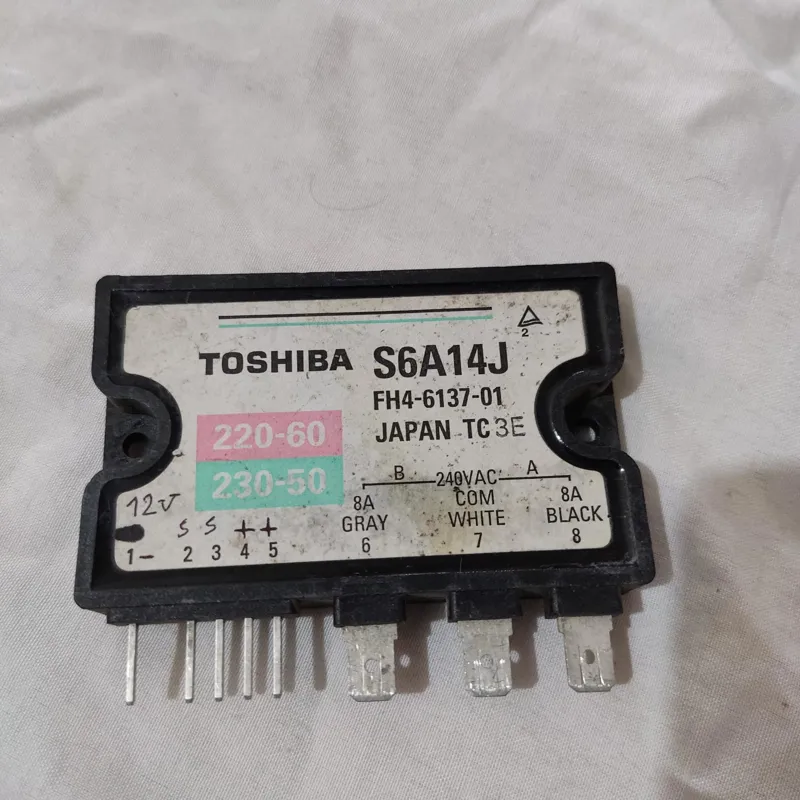 2
TOSHIBA S6A14J
FH4-6137-01
220-60 JAPAN TC 3E
230-50 B 240VAC A
12V 8A COM 8A
- S S + + GRAY WHITE BLACK
1- 2 3 4 5 6 7 8